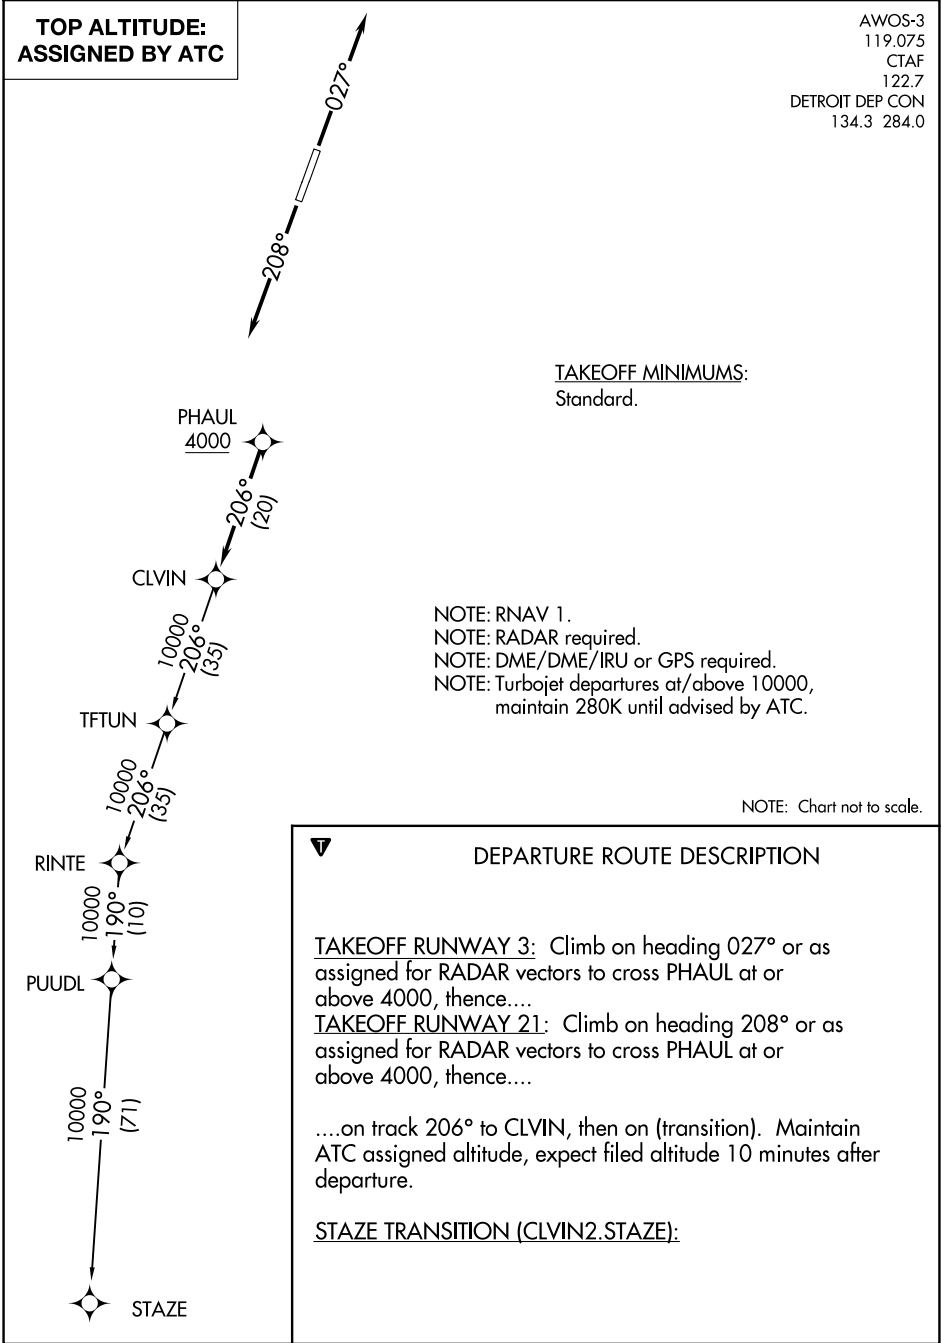 TOP ALTITUDE:
ASSIGNED BY ATC
AWOS-3
119.075
CTAF
122.7
DETROIT DEP CON
134.3 284.0
027°
208°
TAKEOFF MINIMUMS:
Standard.
PHAUL
4000
206°
(20)
CLVIN
10000
206°
(35)
NOTE: RNAV 1.
NOTE: RADAR required.
NOTE: DME/DME/IRU or GPS required.
NOTE: Turbojet departures at/above 10000,
maintain 280K until advised by ATC.
TFTUN
10000
206°
(35)
NOTE: Chart not to scale.
RINTE
10000
190°
(10)
PUUDL
10000
190°
(71)
STAZE
T
DEPARTURE ROUTE DESCRIPTION
TAKEOFF RUNWAY 3: Climb on heading 027° or as
assigned for RADAR vectors to cross PHAUL at or
above 4000, thence....
TAKEOFF RUNWAY 21: Climb on heading 208° or as
assigned for RADAR vectors to cross PHAUL at or
above 4000, thence....
....on track 206° to CLVIN, then on (transition). Maintain
ATC assigned altitude, expect filed altitude 10 minutes after
departure.
STAZE TRANSITION (CLVIN2.STAZE):